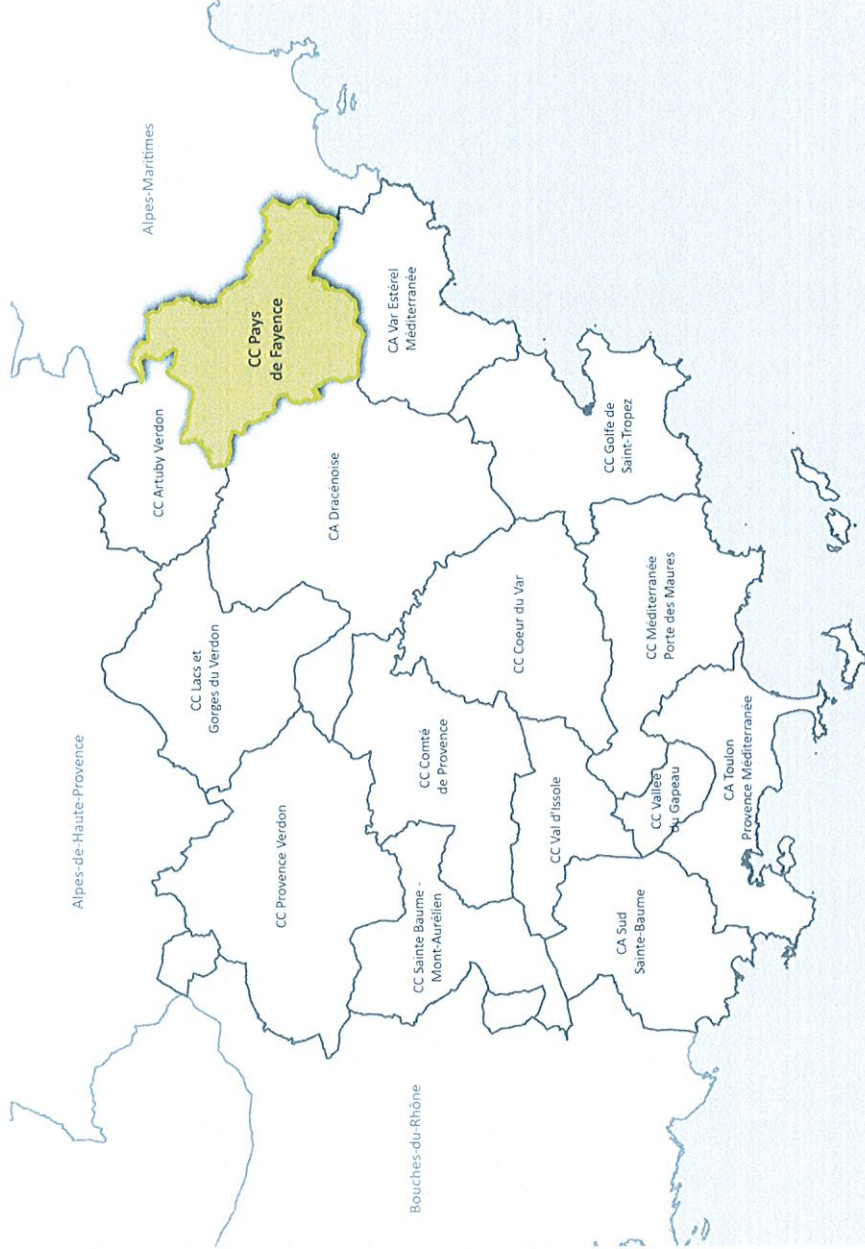 Alpes-de-Haute-Provence
Alpes-Maritimes
Bouches-du-Rhône
CC Artuby Verdon
CC Pays
de Fayence
CC Lacs et
Gorges du Verdon
CA Dracénoise
CA Var Estérel
Méditerranée
CC Provence Verdon
CC Comté
de Provence
CC Coeur du Var
CC Golfe de
Saint-Tropez
CC Sainte Baume -
Mont-Aurélien
CC Val d'Issole
CC Méditerranée
Porte des Maures
CC Vallée
du Gapeau
CA Sud
Sainte-Baume
CA Toulon
Provence Méditerranée